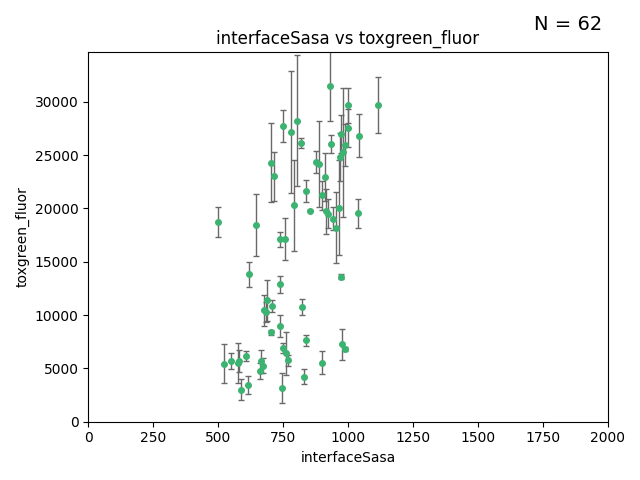 N = 62
interfaceSasa vs toxgreen_fluor
30000
25000
20000
15000
10000
5000
0
toxgreen_fluor
0 250 500 750 1000 1250 1500 1750 2000
interfaceSasa